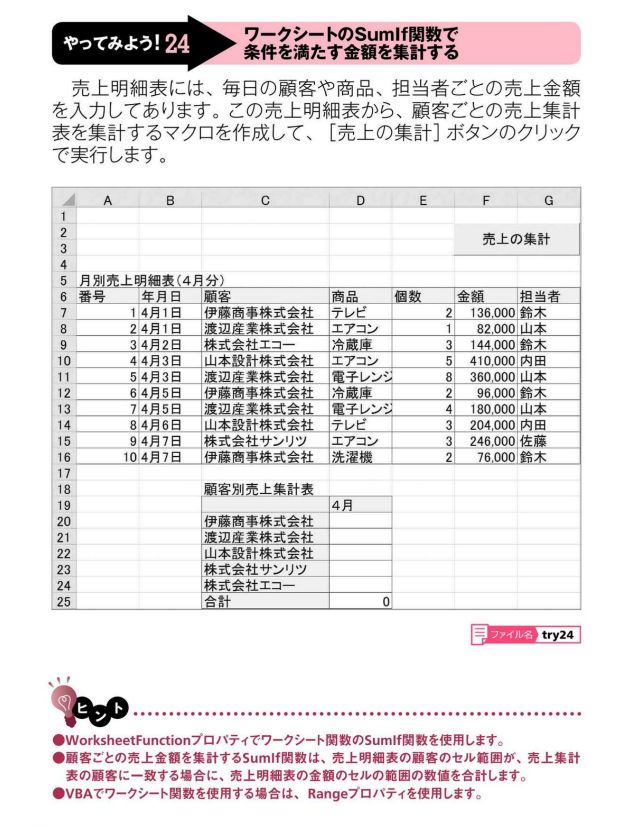 やってみよう! 24
ワークシートのSumIf関数で
条件を満たす金額を集計する
売上明細表には、毎日の顧客や商品、担当者ごとの売上金額
を入力してあります。この売上明細表から、顧客ごとの売上集計
表を集計するマクロを作成して、［売上の集計］ボタンのクリック
で実行します。
A B C D E F G
1
2
売上の集計
3
4
5 月別売上明細表(4月分)
6 番号 年月日 顧客 商品 個数 金額 担当者
7 1 4月1日 伊藤商事株式会社 テレビ 2 136,000 鈴木
8 2 4月1日 渡辺産業株式会社 エアコン 1 82,000 山本
9 3 4月2日 株式会社エコー 冷蔵庫 3 144,000 鈴木
10 4 4月3日 山本設計株式会社 エアコン 5 410,000 内田
11 5 4月3日 渡辺産業株式会社 電子レンジ 8 360,000 山本
12 6 4月5日 伊藤商事株式会社 冷蔵庫 2 96,000 鈴木
13 7 4月5日 渡辺産業株式会社 電子レンジ 4 180,000 山本
14 8 4月6日 山本設計株式会社 テレビ 3 204,000 内田
15 9 4月7日 株式会社サンリツ エアコン 3 246,000 佐藤
16 10 4月7日 伊藤商事株式会社 洗濯機 2 76,000 鈴木
17
18 顧客別売上集計表
19 4月
20 伊藤商事株式会社
21 渡辺産業株式会社
22 山本設計株式会社
23 株式会社サンリツ
24 株式会社エコー
25 合計 0
ファイル名 try24
ヒント
●WorksheetFunctionプロパティでワークシート関数のSumIf関数を使用します。
●顧客ごとの売上金額を集計するSumIf関数は、売上明細表の顧客のセル範囲が、売上集計
表の顧客に一致する場合に、売上明細表の金額のセルの範囲の数値を合計します。
●VBAでワークシート関数を使用する場合は、Rangeプロパティを使用します。